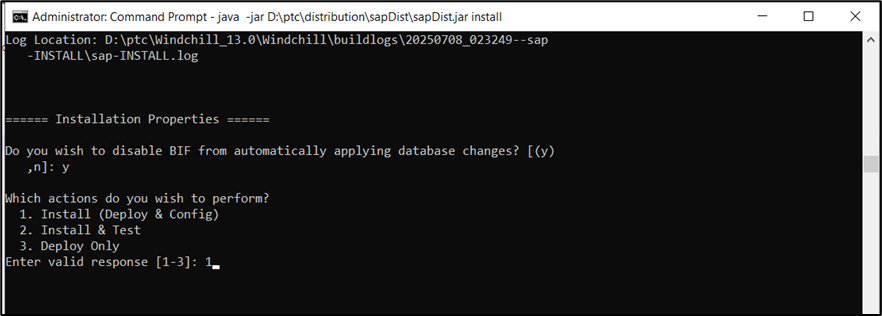 Administrator: Command Prompt - java -jar D:\ptc\distribution\sapDist\sapDist.jar install
Log Location: D:\ptc\Windchill_13.0\Windchill\buildlogs\20250708_023249--sap
-INSTALL\sap-INSTALL.log
====== Installation Properties ======
Do you wish to disable BIF from automatically applying database changes? [(y)
,n]: y
Which actions do you wish to perform?
1. Install (Deploy & Config)
2. Install & Test
3. Deploy Only
Enter valid response [1-3]: 1